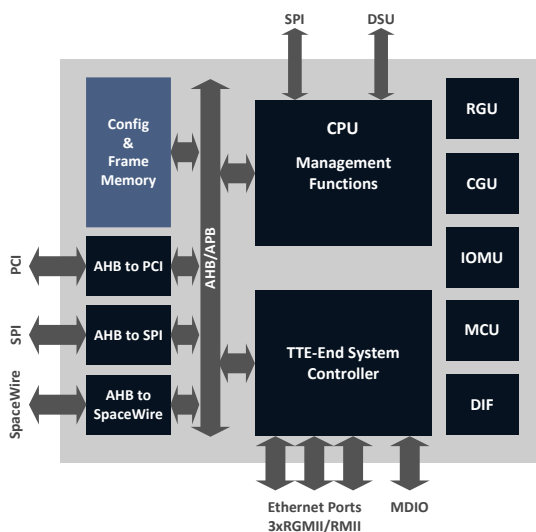 SPI
DSU
Config
&
Frame
Memory
CPU
Management
Functions
RGU
CGU
IOMU
MCU
DIF
AHB/APB
PCI
AHB to PCI
SPI
AHB to SPI
SpaceWire
AHB to
SpaceWire
TTE-End System
Controller
Ethernet Ports
3xRGMII/RMII
MDIO